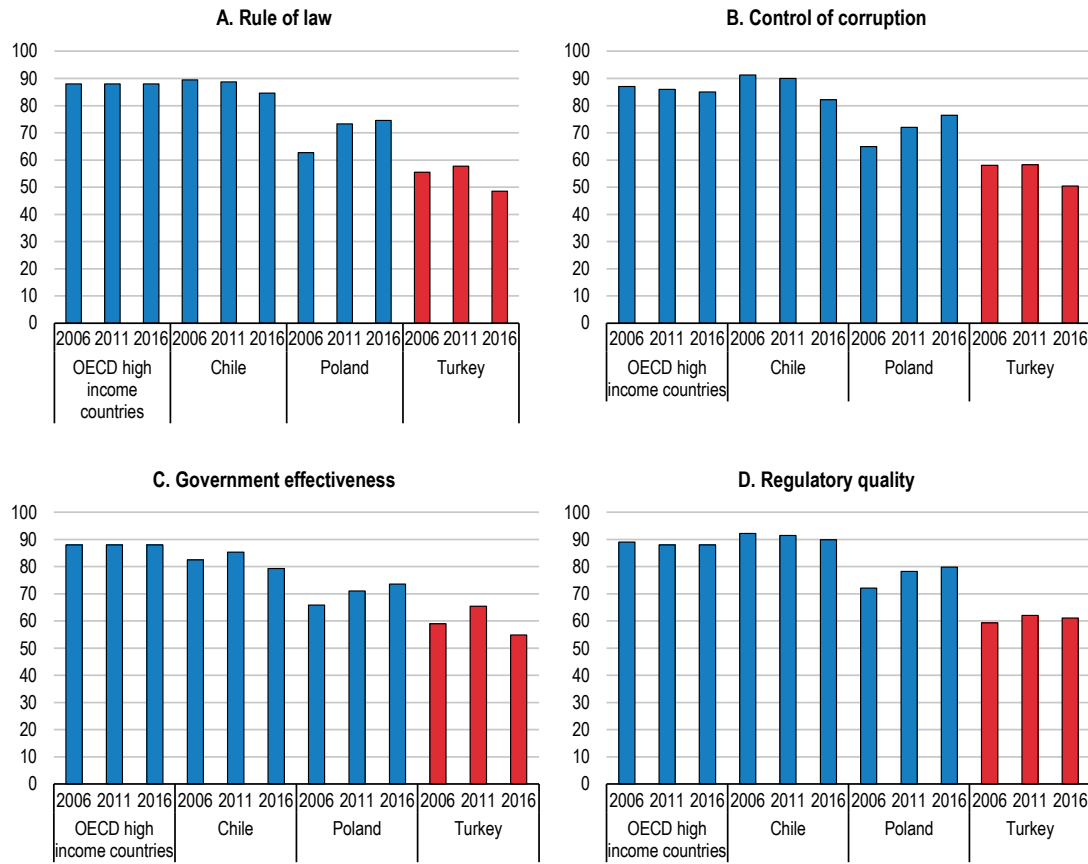 A. Rule of law
100
90
80
70
60
50
40
30
20
10
0
2006 2011 2016 2006 2011 2016 2006 2011 2016 2006 2011 2016
OECD high
income
countries
Chile
Poland
Turkey
B. Control of corruption
100
90
80
70
60
50
40
30
20
10
0
2006 2011 2016 2006 2011 2016 2006 2011 2016 2006 2011 2016
OECD high
income countries
Chile
Poland
Turkey
C. Government effectiveness
100
90
80
70
60
50
40
30
20
10
0
2006 2011 2016 2006 2011 2016 2006 2011 2016 2006 2011 2016
OECD high
income countries
Chile
Poland
Turkey
D. Regulatory quality
100
90
80
70
60
50
40
30
20
10
0
2006 2011 2016 2006 2011 2016 2006 2011 2016 2006 2011 2016
OECD high
income countries
Chile
Poland
Turkey